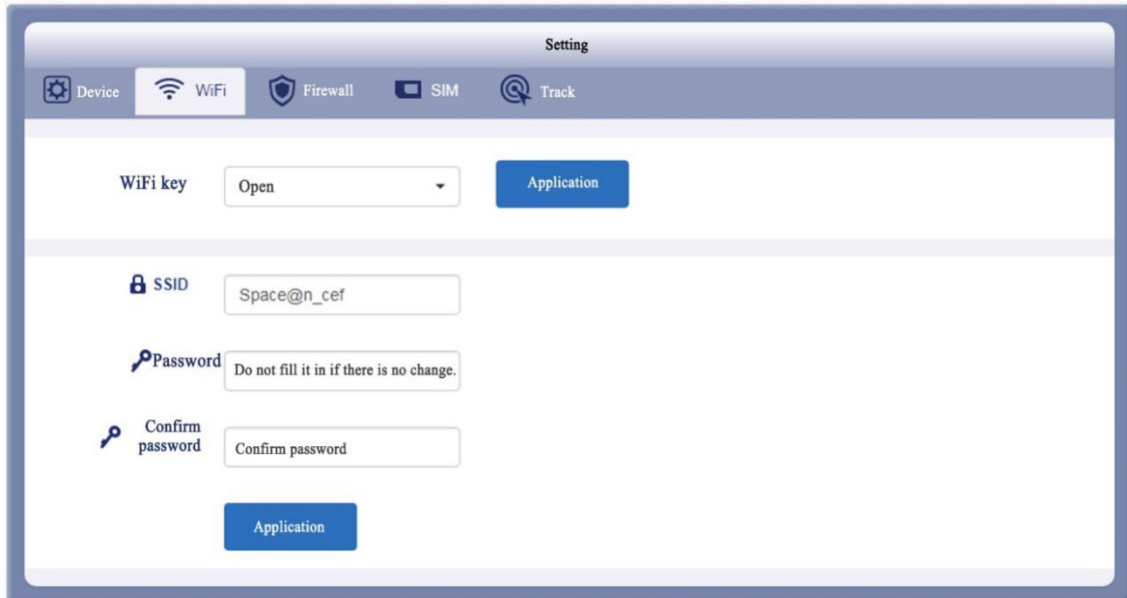 Setting
Device WiFi Firewall SIM Track
WiFi key Open Application
SSID Space@n_cef
Password Do not fill it in if there is no change.
Confirm
password Confirm password
Application